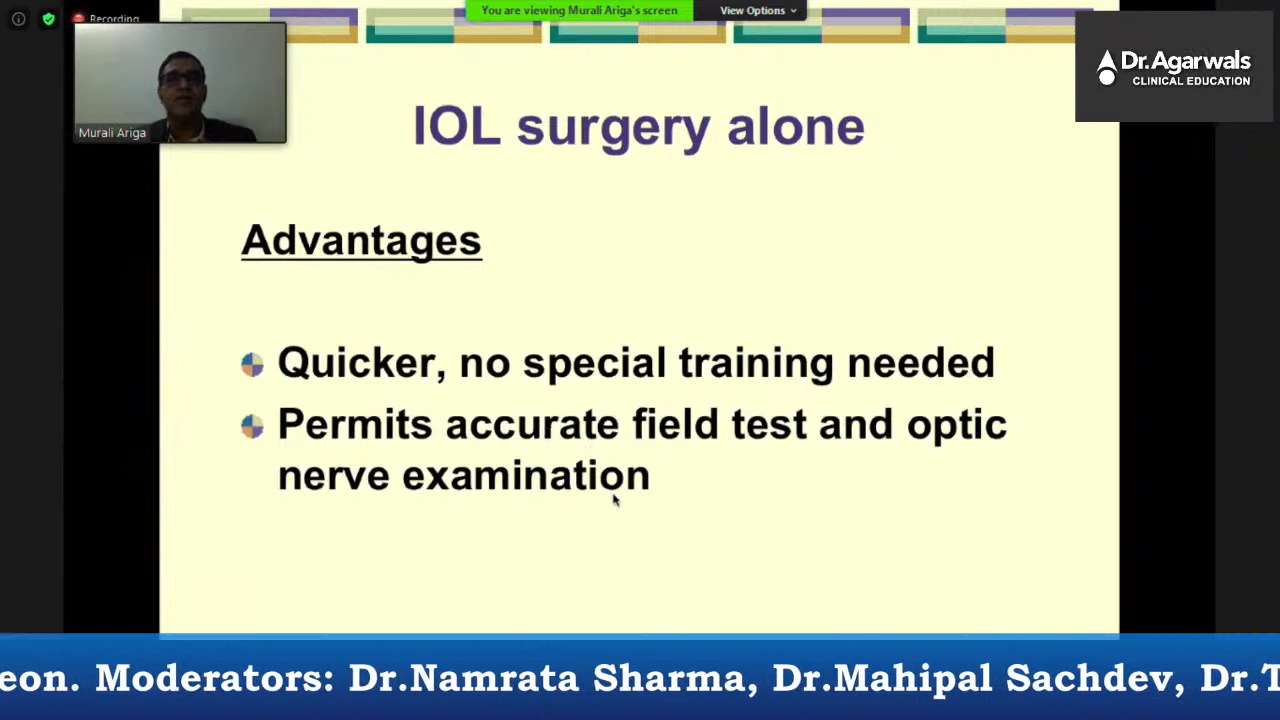 Recording
You are viewing Murali Ariga's screen
View Options
Dr.Agarwals
CLINICAL EDUCATION
Murali Ariga
IOL surgery alone
Advantages
Quicker, no special training needed
Permits accurate field test and optic
nerve examination
eon. Moderators: Dr.Namrata Sharma, Dr.Mahipal Sachdev, Dr.T